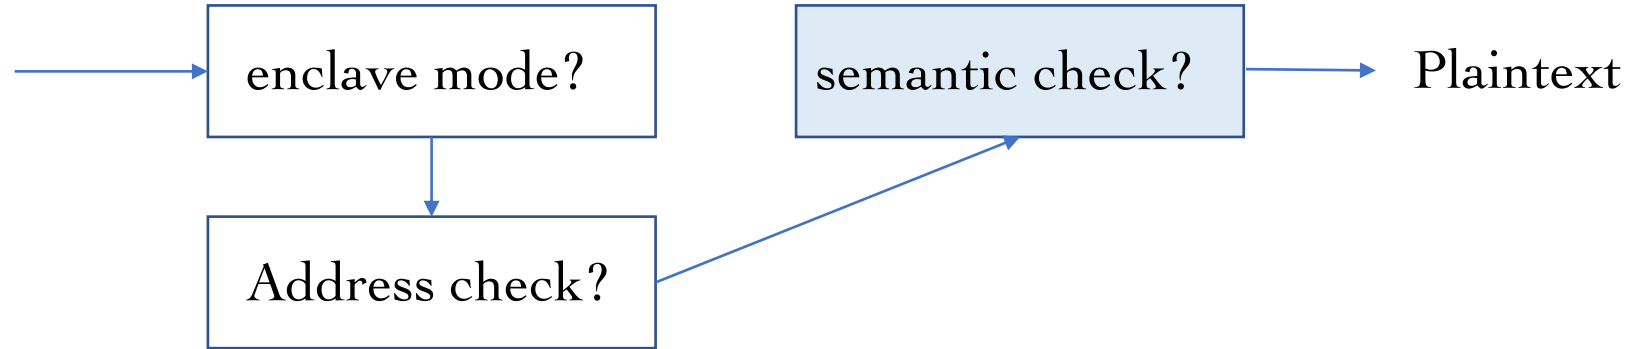 enclave mode?
Address check?
semantic check?
Plaintext